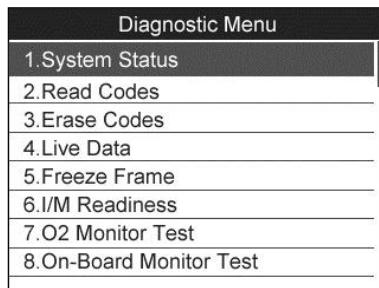 Diagnostic Menu
1.System Status
2.Read Codes
3.Erase Codes
4.Live Data
5.Freeze Frame
6.I/M Readiness
7.O2 Monitor Test
8.On-Board Monitor Test